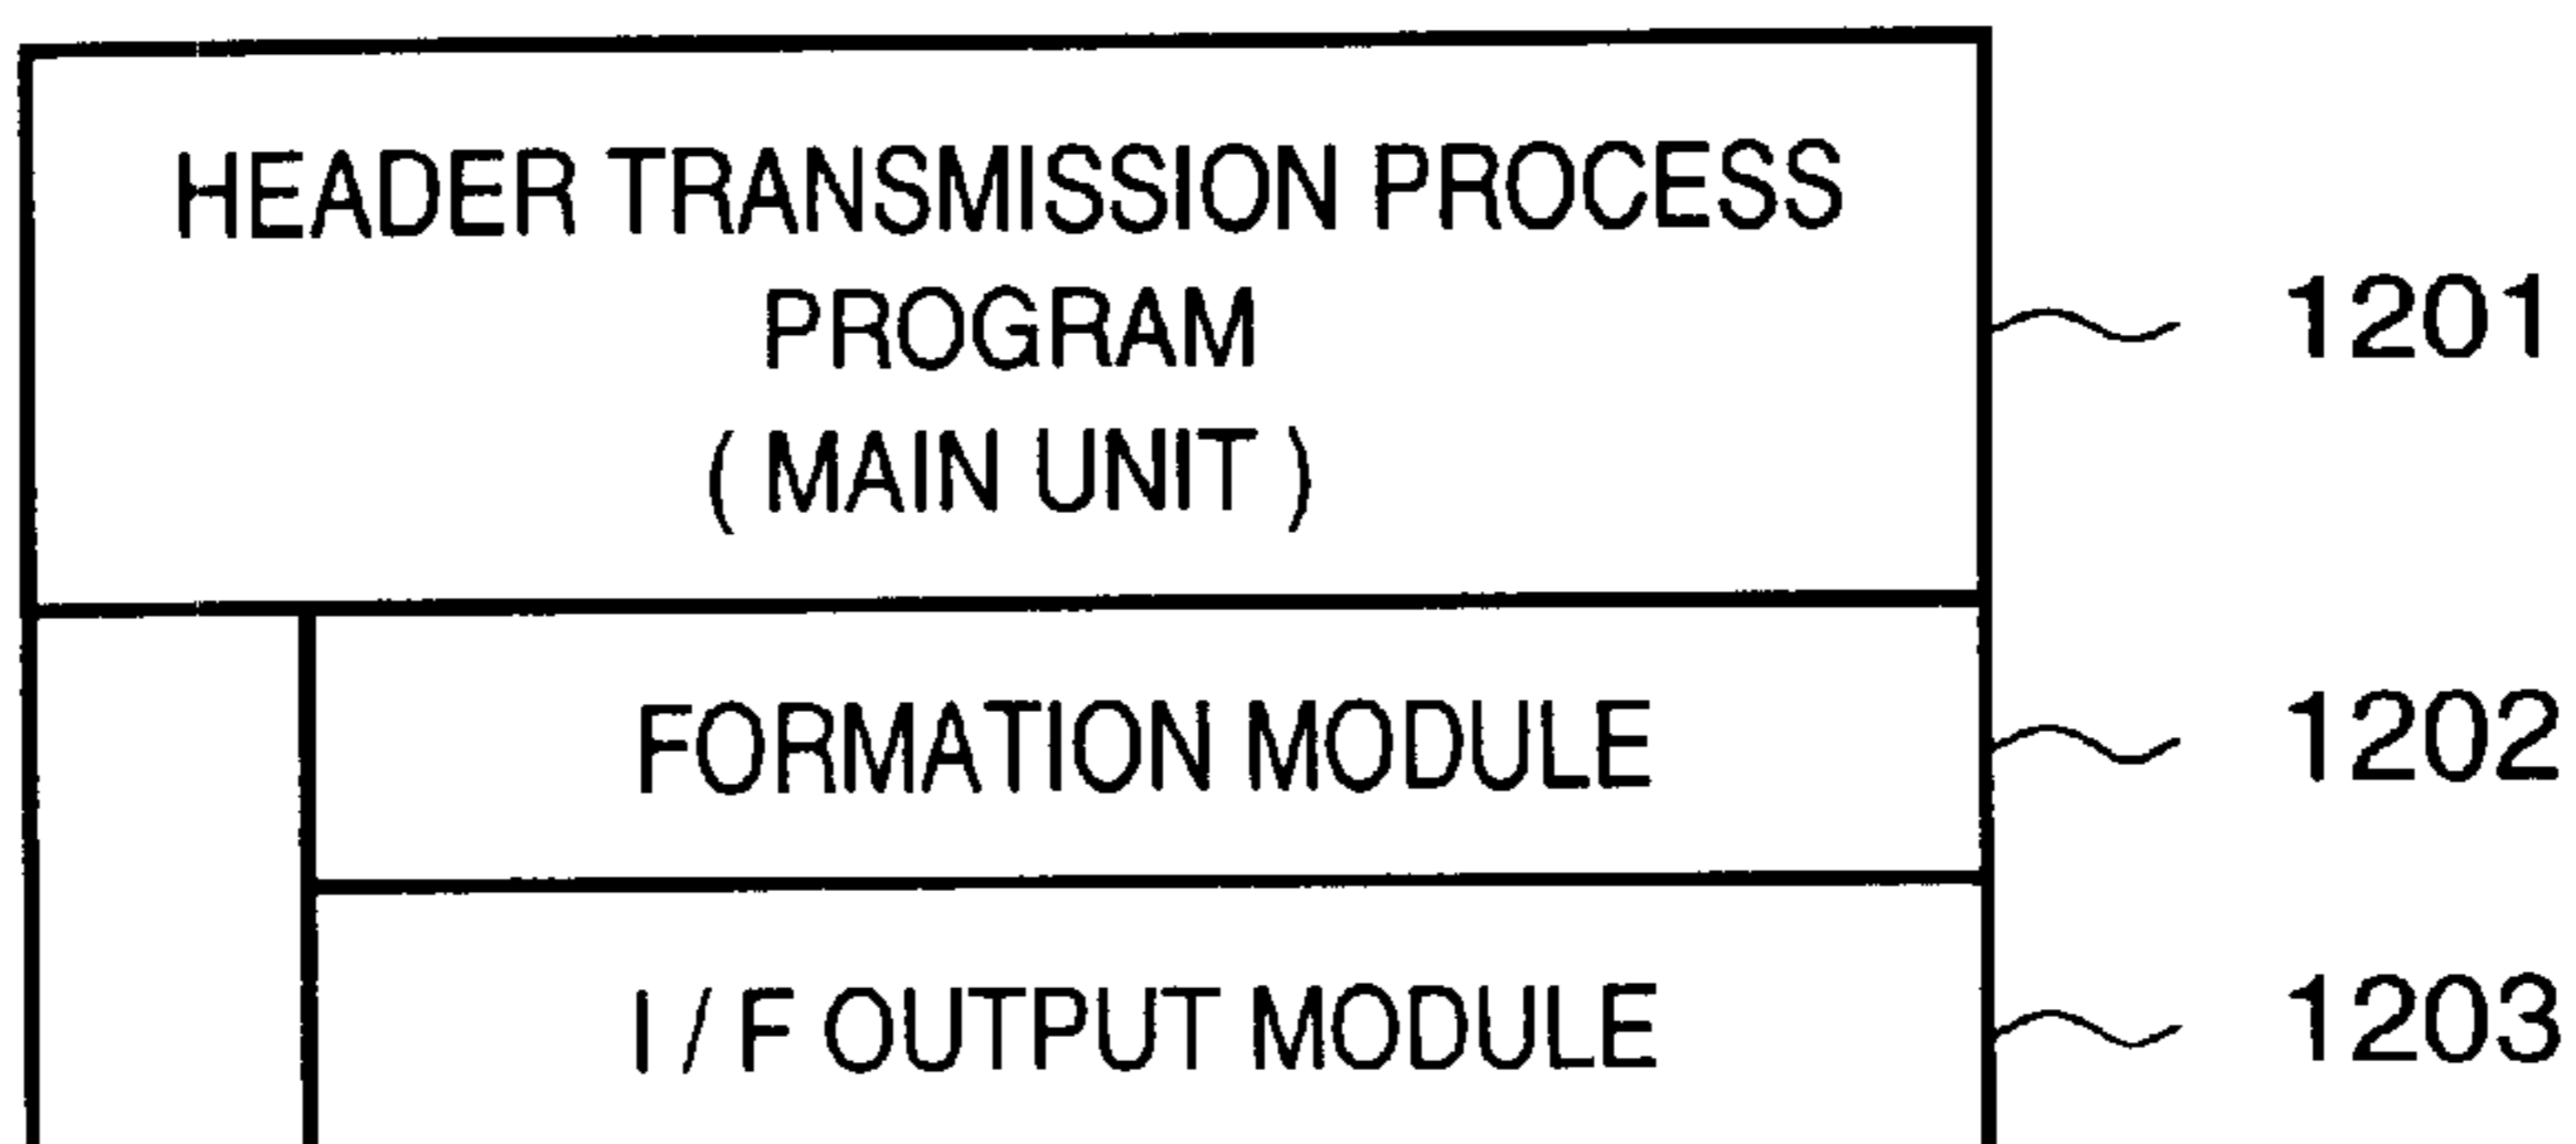 HEADER TRANSMISSION PROCESS
PROGRAM
( MAIN UNIT )
1201
FORMATION MODULE
1202
I / F OUTPUT MODULE
1203